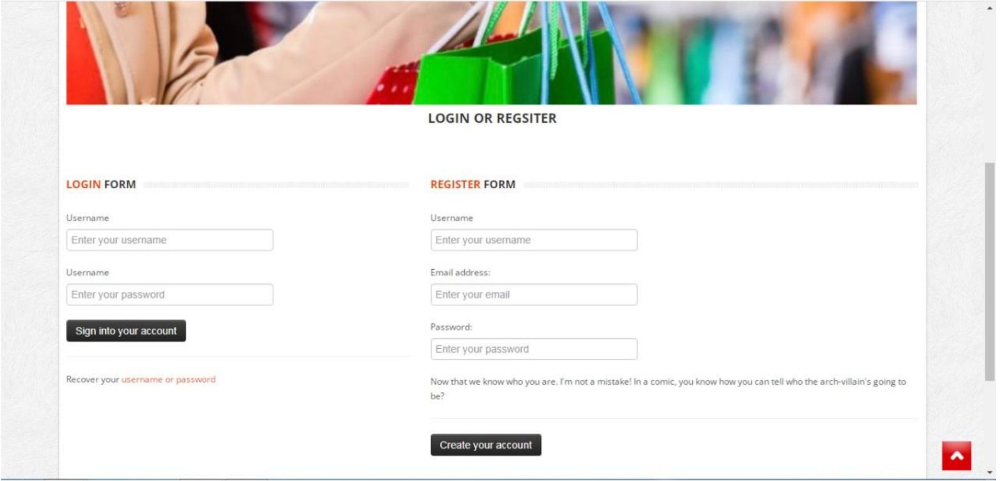 LOGIN OR REGSITER
LOGIN FORM
Username
Enter your username
Username
Enter your password
Sign into your account
Recover your username or password
REGISTER FORM
Username
Enter your username
Email address:
Enter your email
Password:
Enter your password
Now that we know who you are. I'm not a mistake! In a comic, you know how you can tell who the arch-villain's going to
be?
Create your account